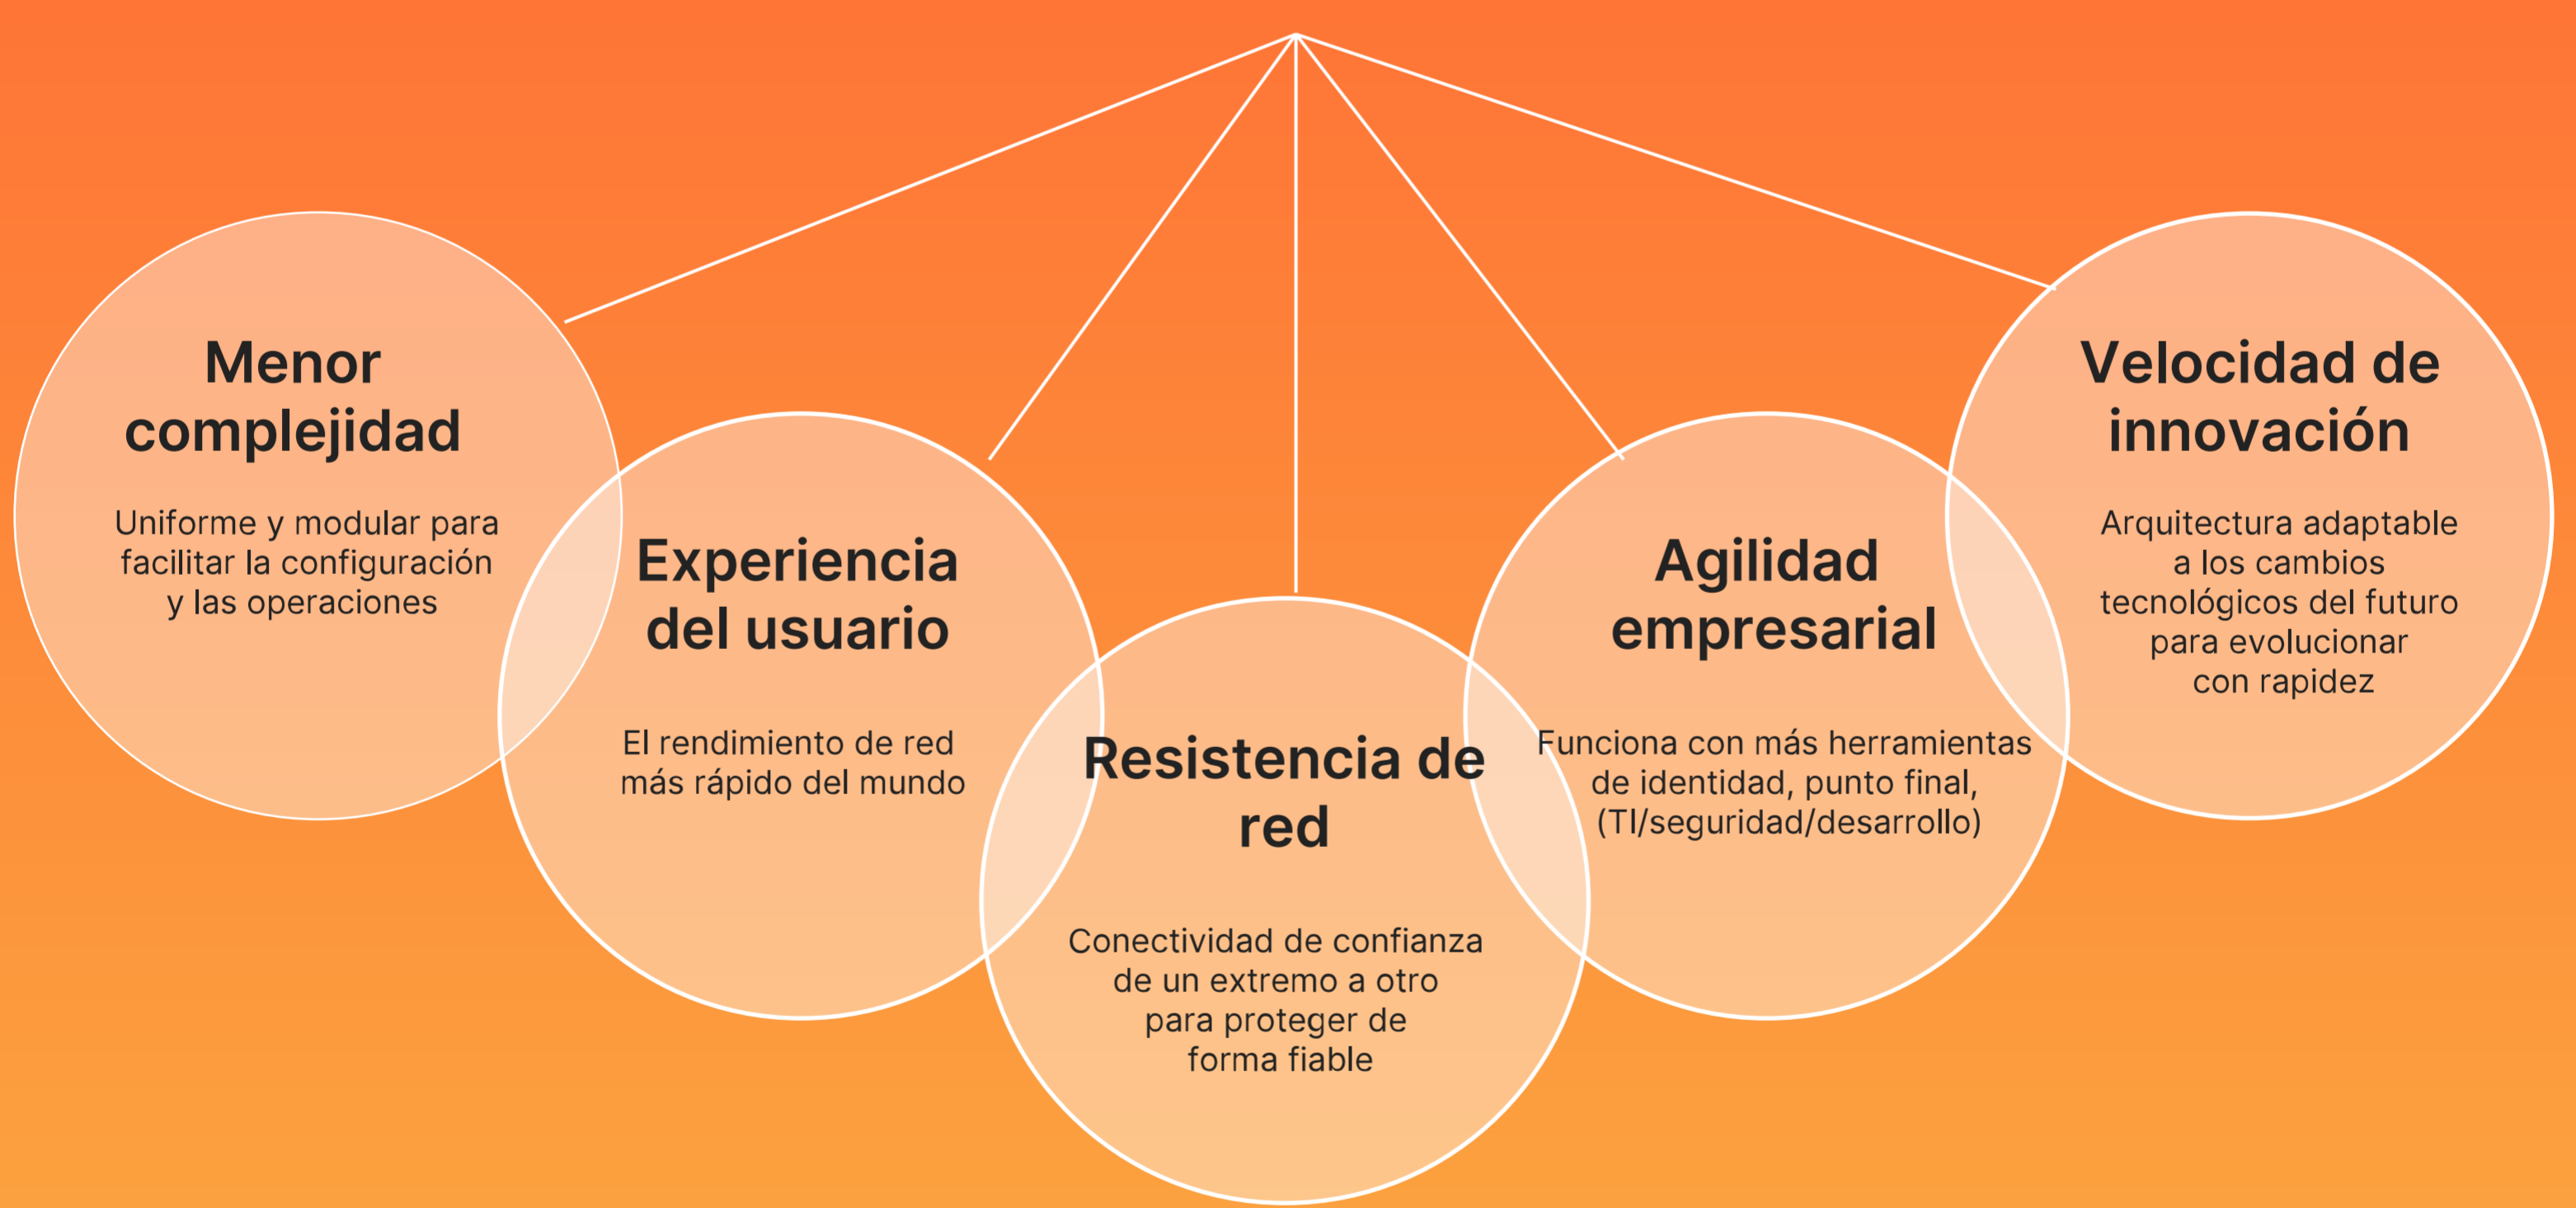 Menor
complejidad
Uniforme y modular para
facilitar la configuración
y las operaciones
Experiencia
del usuario
El rendimiento de red
más rápido del mundo
Resistencia de
red
Conectividad de confianza
de un extremo a otro
para proteger de
forma fiable
Agilidad
empresarial
Funciona con más herramientas
de identidad, punto final,
(TI/seguridad/desarrollo)
Velocidad de
innovación
Arquitectura adaptable
a los cambios
tecnológicos del futuro
para evolucionar
con rapidez